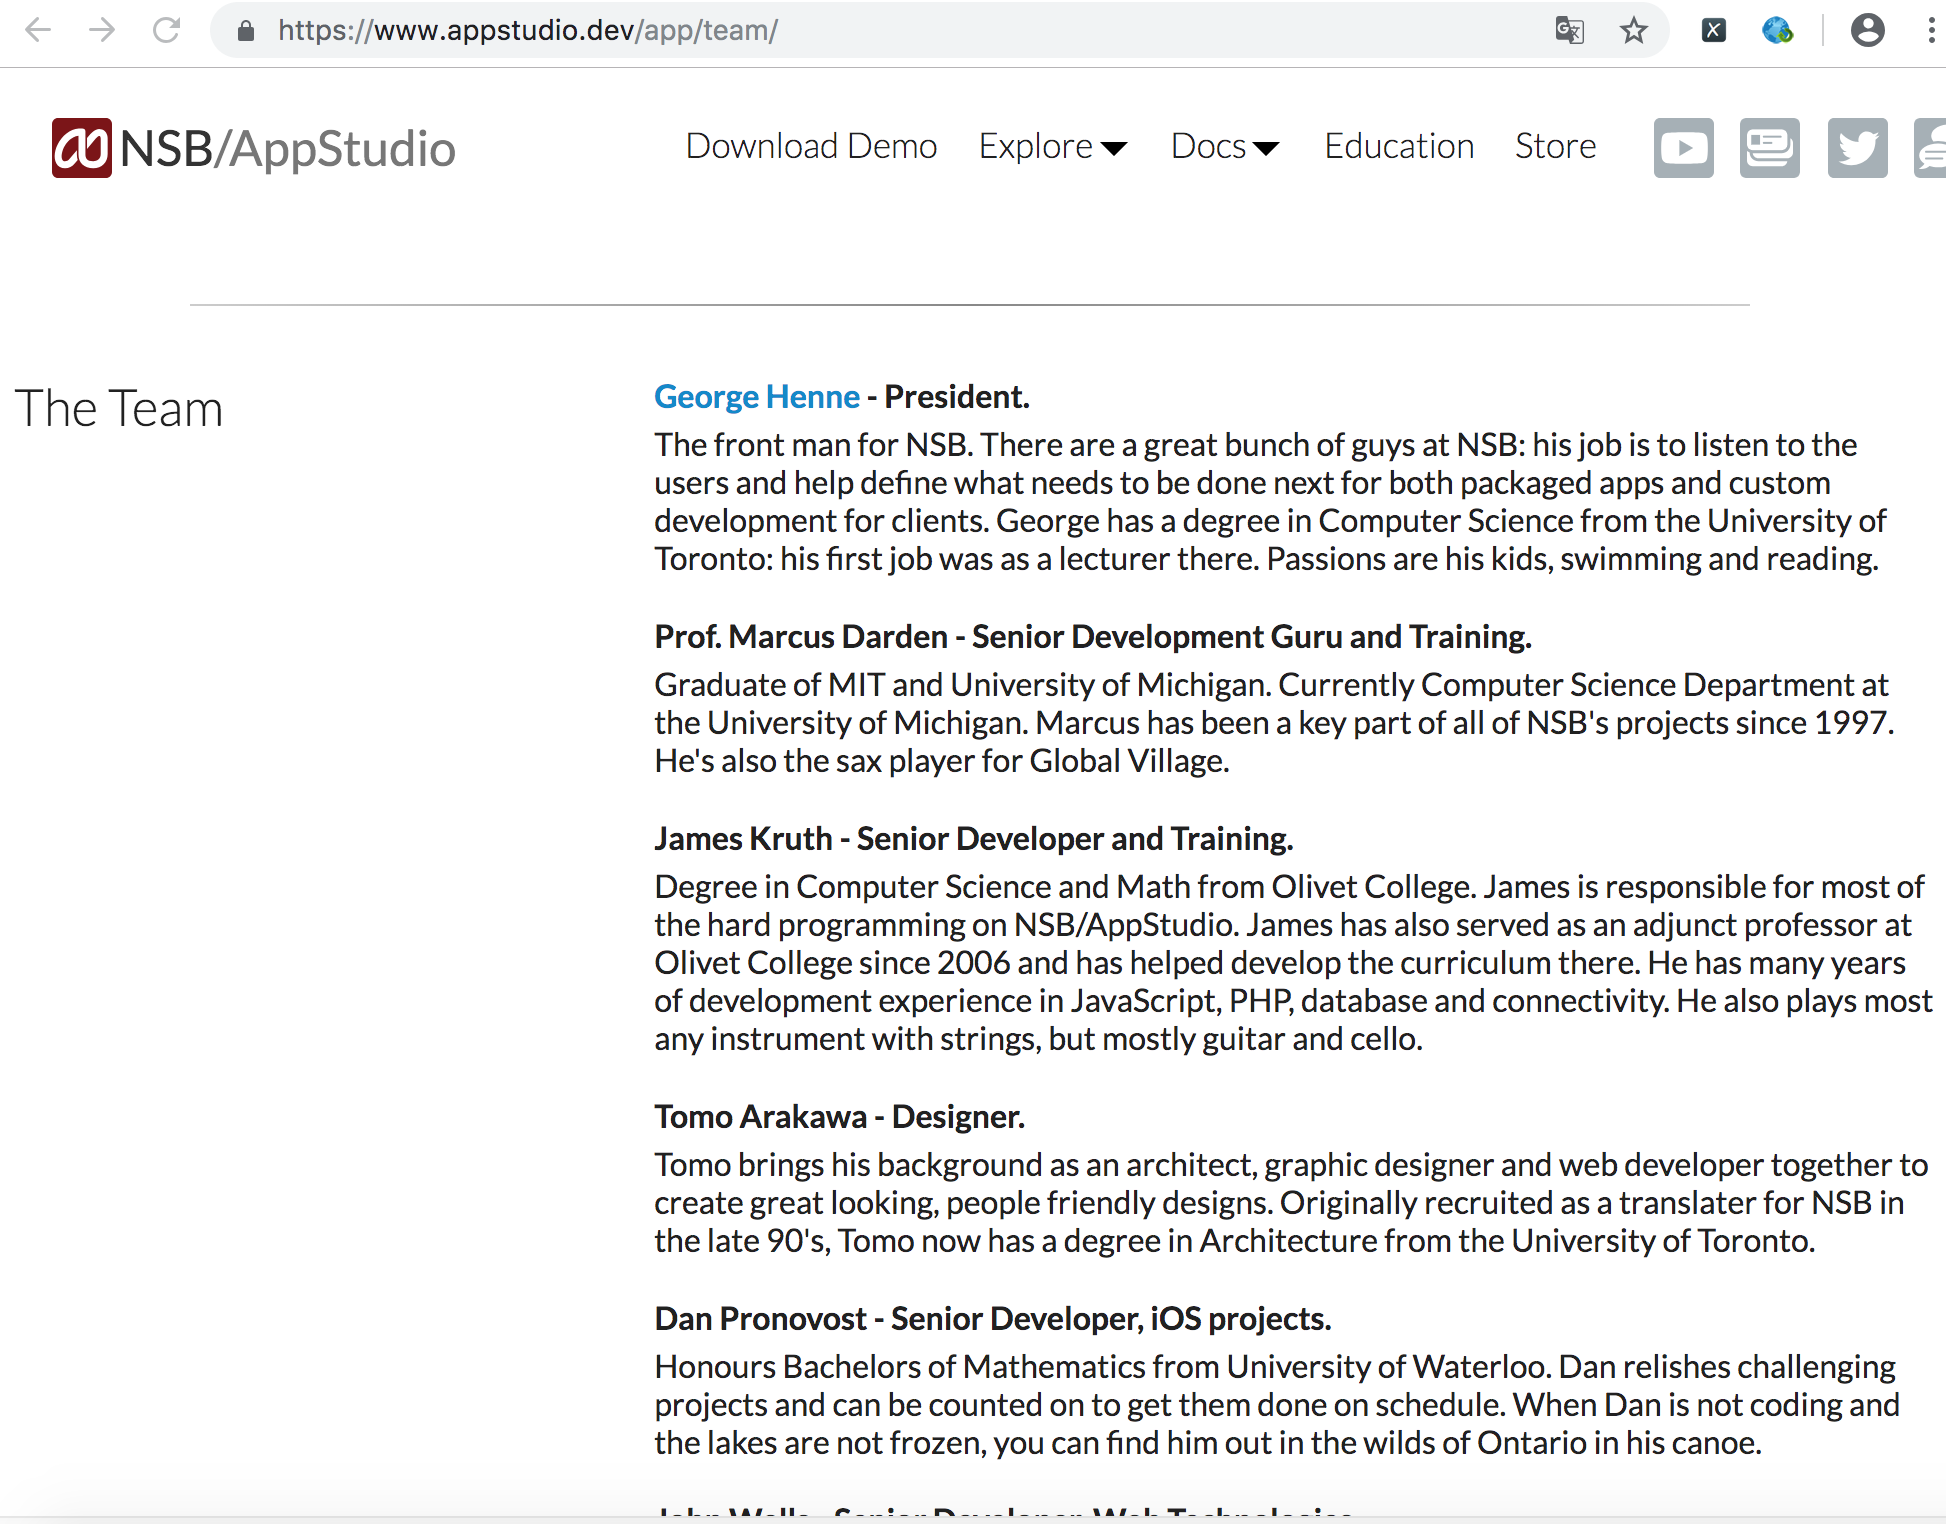 https://www.appstudio.dev/app/team/
NSB/AppStudio
Download Demo Explore Docs Education Store
The Team
George Henne - President.
The front man for NSB. There are a great bunch of guys at NSB: his job is to listen to the
users and help define what needs to be done next for both packaged apps and custom
development for clients. George has a degree in Computer Science from the University of
Toronto: his first job was as a lecturer there. Passions are his kids, swimming and reading.
Prof. Marcus Darden - Senior Development Guru and Training.
Graduate of MIT and University of Michigan. Currently Computer Science Department at
the University of Michigan. Marcus has been a key part of all of NSB's projects since 1997.
He's also the sax player for Global Village.
James Kruth - Senior Developer and Training.
Degree in Computer Science and Math from Olivet College. James is responsible for most of
the hard programming on NSB/AppStudio. James has also served as an adjunct professor at
Olivet College since 2006 and has helped develop the curriculum there. He has many years
of development experience in JavaScript, PHP, database and connectivity. He also plays most
any instrument with strings, but mostly guitar and cello.
Tomo Arakawa - Designer.
Tomo brings his background as an architect, graphic designer and web developer together to
create great looking, people friendly designs. Originally recruited as a translater for NSB in
the late 90's, Tomo now has a degree in Architecture from the University of Toronto.
Dan Pronovost - Senior Developer, iOS projects.
Honours Bachelors of Mathematics from University of Waterloo. Dan relishes challenging
projects and can be counted on to get them done on schedule. When Dan is not coding and
the lakes are not frozen, you can find him out in the wilds of Ontario in his canoe.
Senior Developer, Web Technologies